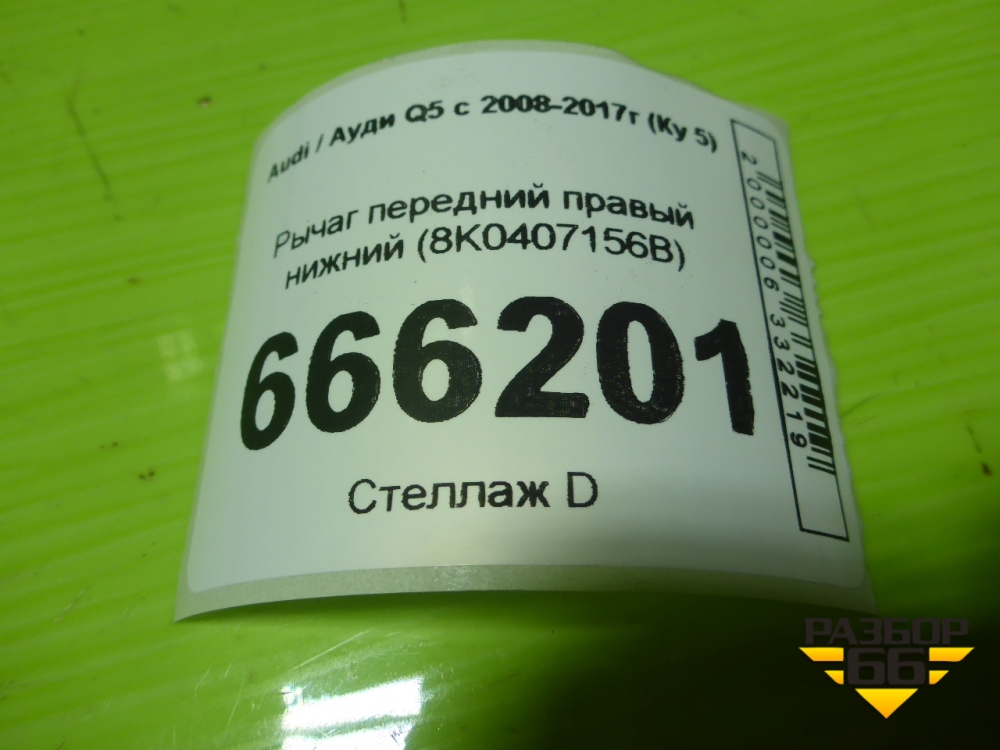 Audi / Ауди Q5 с 2008-2017г (Ку 5)
Рычаг передний правый
нижний (8K0407156B)
666201
Стеллаж D
2000006332219
РАЗБОР
66